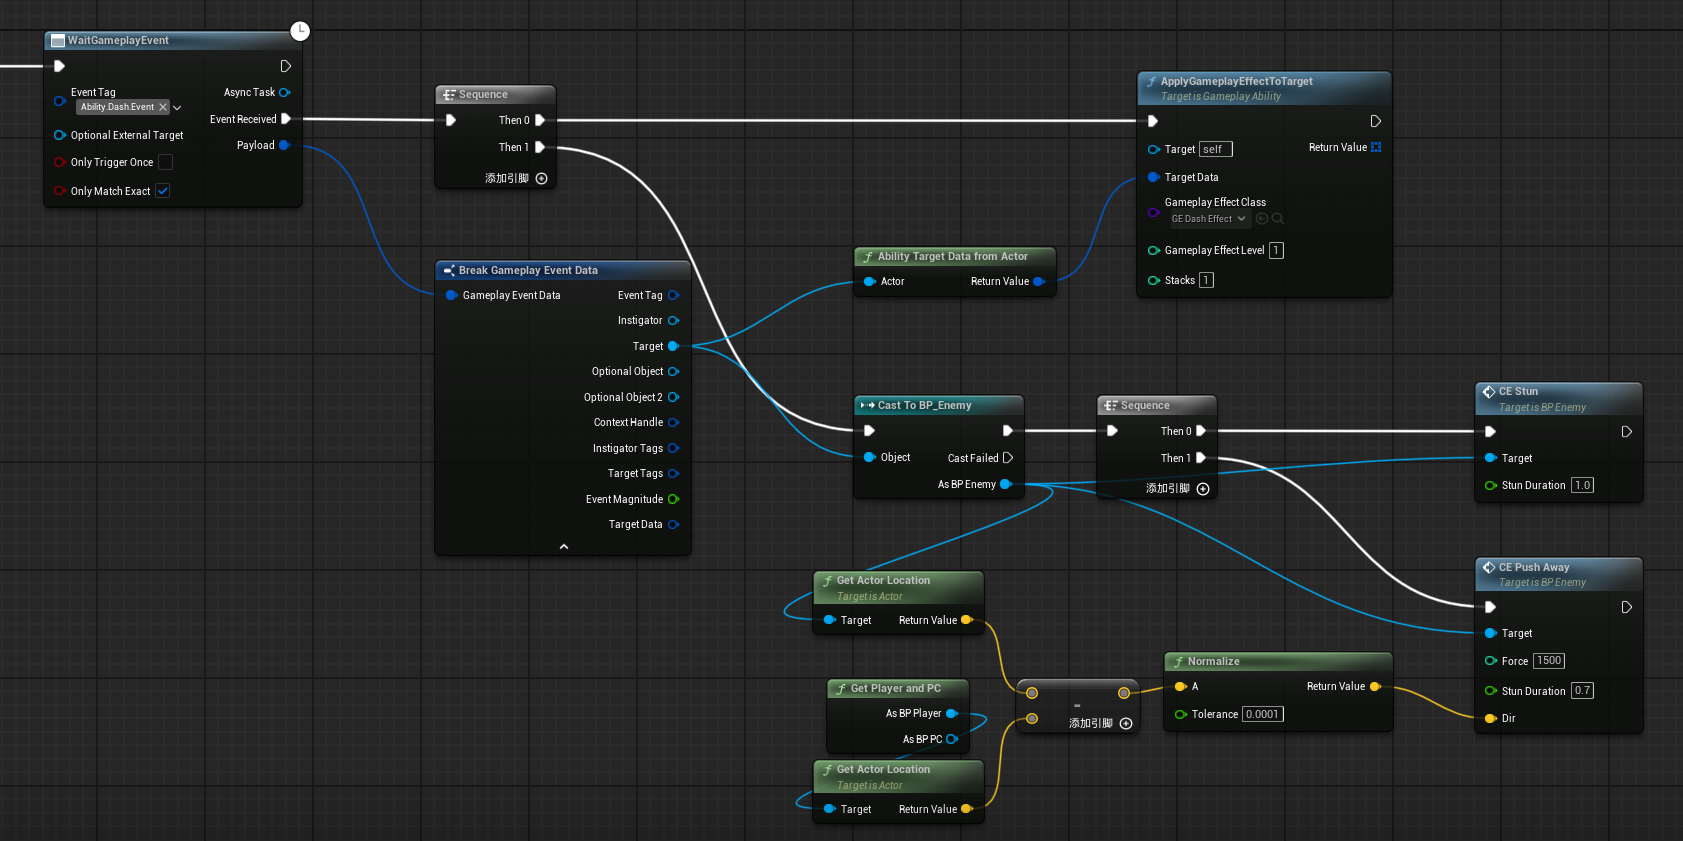 WaitGameplayEvent
Event Tag
Ability.Dash.Event
Async Task
Event Received
Optional External Target
Payload
Only Trigger Once
Only Match Exact
Sequence
Then 0
Then 1
添加引脚
ApplyGameplayEffectToTarget
Target is Gameplay Ability
Target self
Return Value
Target Data
Gameplay Effect Class
GE Dash Effect
Gameplay Effect Level 1
Stacks 1
Ability Target Data from Actor
Actor
Return Value
Break Gameplay Event Data
Gameplay Event Data
Event Tag
Instigator
Target
Optional Object
Optional Object 2
Context Handle
Instigator Tags
Target Tags
Event Magnitude
Target Data
Cast To BP_Enemy
Object
Cast Failed
As BP Enemy
Sequence
Then 0
Then 1
添加引脚
CE Stun
Target is BP Enemy
Target
Stun Duration 1.0
CE Push Away
Target is BP Enemy
Target
Force 1500
Stun Duration 0.7
Dir
Get Actor Location
Target is Actor
Target
Return Value
Get Player and PC
As BP Player
As BP PC
Get Actor Location
Target is Actor
Target
Return Value
-
添加引脚
Normalize
A
Return Value
Tolerance 0.0001